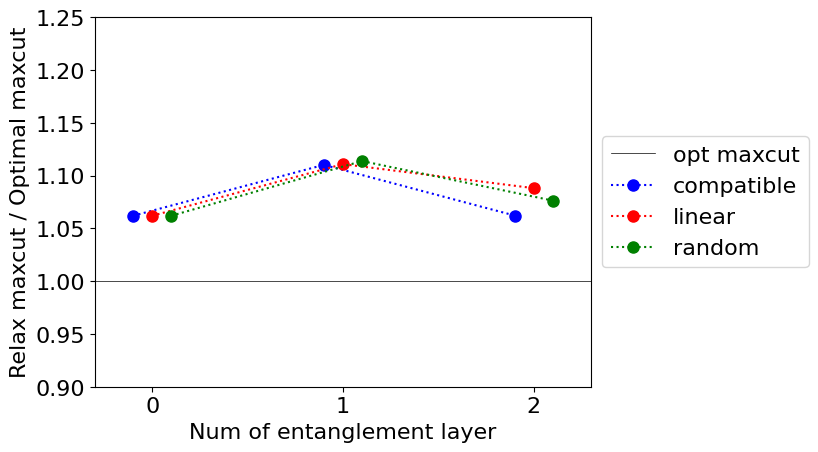 Relax maxcut / Optimal maxcut
1.25
1.20
1.15
1.10
1.05
1.00
0.95
0.90
0 1 2
Num of entanglement layer
opt maxcut
compatible
linear
random